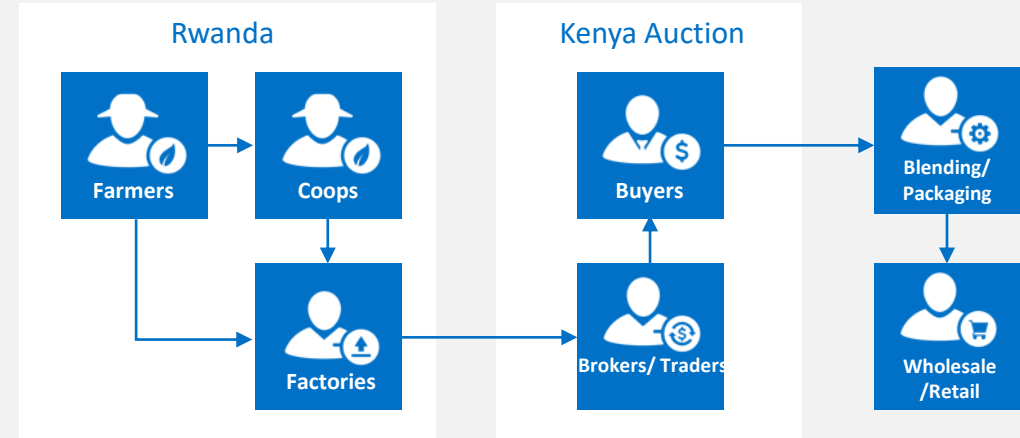 Rwanda
Kenya Auction
Farmers
Coops
Buyers
Blending/
Packaging
Factories
Brokers/ Traders
Wholesale
/Retail